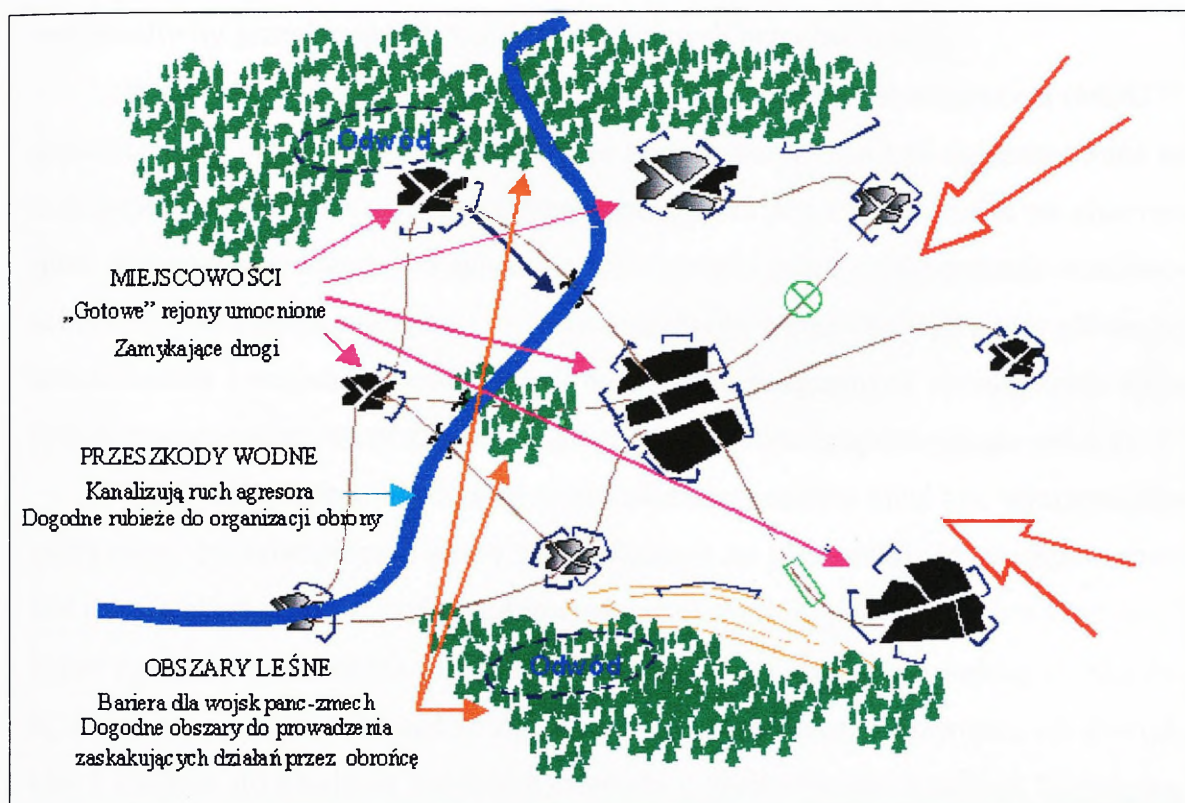 Odwód
MIEJSCOWOŚCI
„Gotowe” rejony umocnione
Zamykające drogi
PRZESZKODY WODNE
Kanalizują ruch agresora
Dogodne rubieże do organizacji obrony
OBSZARY LEŚNE
Bariera dla wojsk panc-zmech
Dogodne obszary do prowadzenia
zaskakujących działań przez obrońcę
Odwód